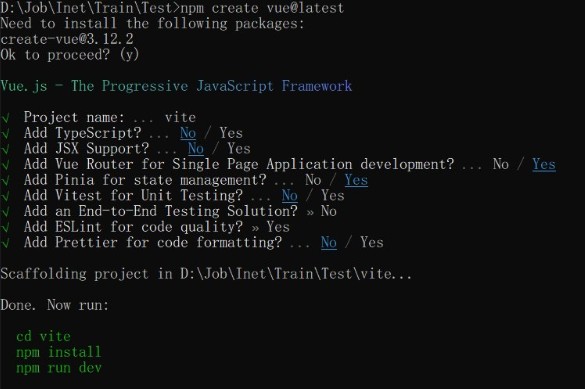 D:\Job\Inet\Train\Test>npm create vue@latest
Need to install the following packages:
create-vue@3.12.2
Ok to proceed? (y)
Vue.js - The Progressive JavaScript Framework
√ Project name: ... vite
√ Add TypeScript? ... No / Yes
√ Add JSX Support? ... No / Yes
√ Add Vue Router for Single Page Application development? ... No / Yes
√ Add Pinia for state management? ... No / Yes
√ Add Vitest for Unit Testing? ... No / Yes
√ Add an End-to-End Testing Solution? » No
√ Add ESLint for code quality? » Yes
√ Add Prettier for code formatting? ... No / Yes
Scaffolding project in D:\Job\Inet\Train\Test\vite...
Done. Now run:
cd vite
npm install
npm run dev